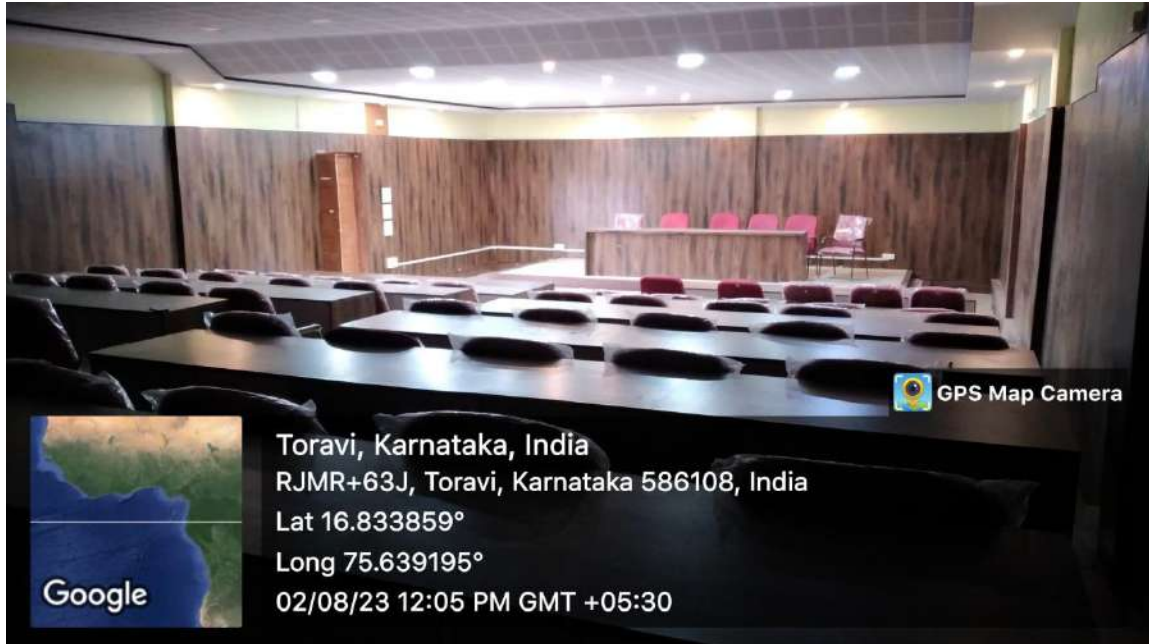 GPS Map Camera
Toravi, Karnataka, India
RJMR+63J, Toravi, Karnataka 586108, India
Lat 16.833859°
Long 75.639195°
02/08/23 12:05 PM GMT +05:30
Google